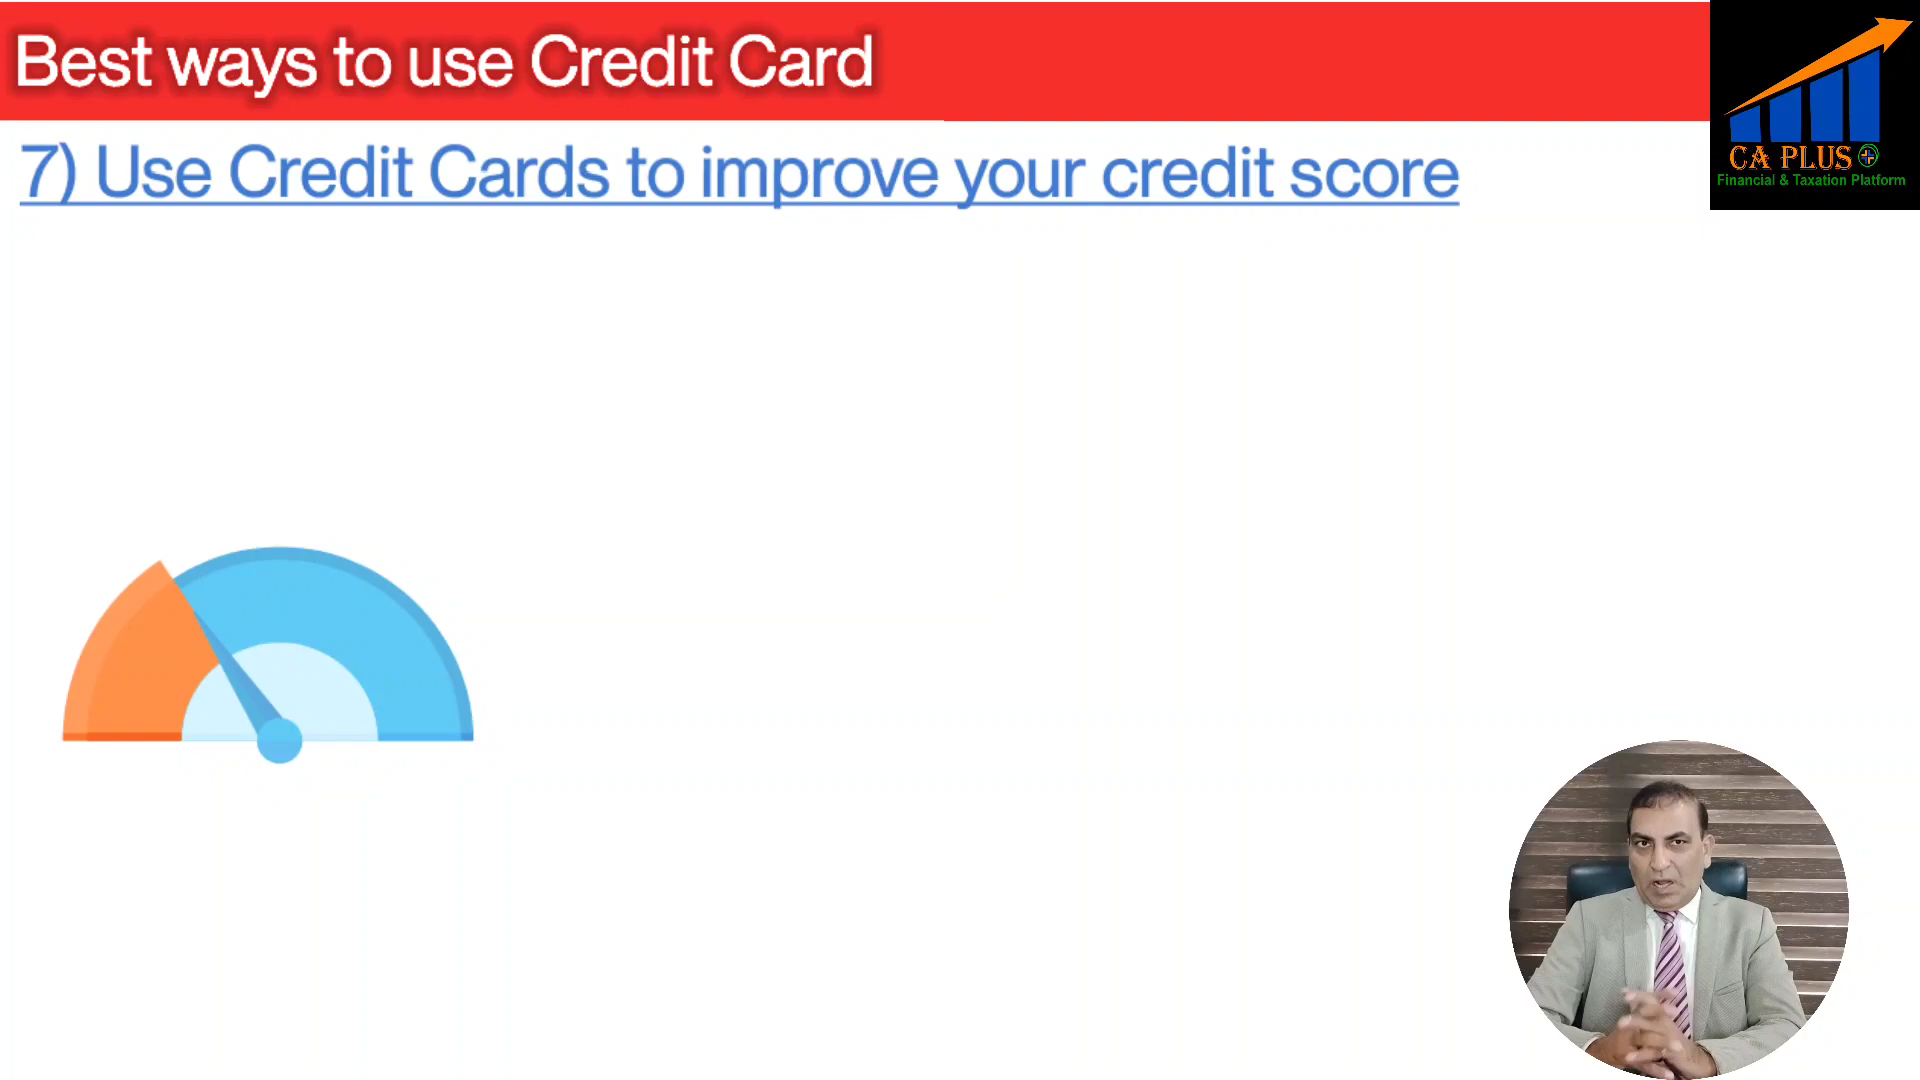 Best ways to use Credit Card
7) Use Credit Cards to improve your credit score
CA PLUS
Financial & Taxation Platform